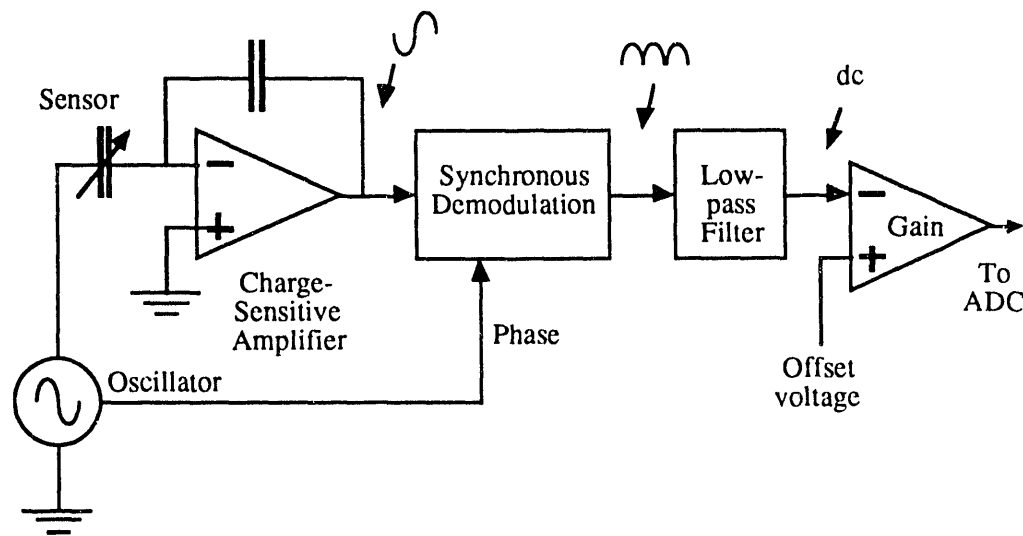 Sensor
dc
Synchronous
Demodulation
Low-
pass
Filter
Gain
Charge-
Sensitive
Amplifier
To
ADC
Phase
Offset
voltage
Oscillator